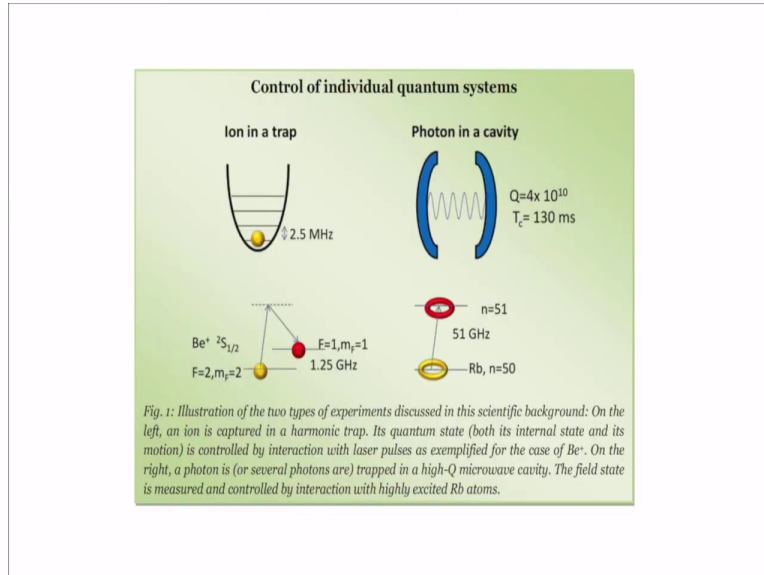 Control of individual quantum systems
Ion in a trap
Photon in a cavity
2.5 MHz
Q=4x 10¹⁰
T꜀= 130 ms
n=51
51 GHz
Rb, n=50
Be⁺ ²S₁/₂
F=1,m_F=1
1.25 GHz
F=2,m_F=2
Fig. 1: Illustration of the two types of experiments discussed in this scientific background: On the
left, an ion is captured in a harmonic trap. Its quantum state (both its internal state and its
motion) is controlled by interaction with laser pulses as exemplified for the case of Be⁺. On the
right, a photon is (or several photons are) trapped in a high-Q microwave cavity. The field state
is measured and controlled by interaction with highly excited Rb atoms.